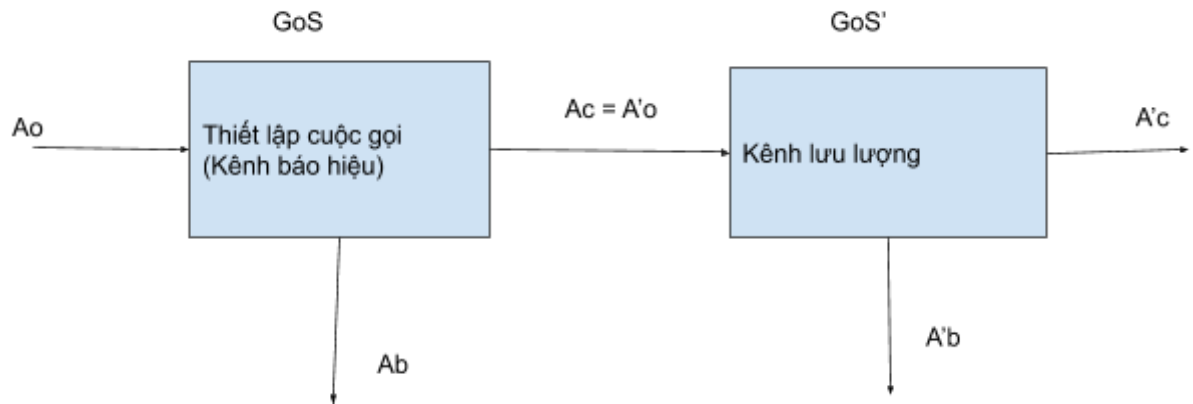 GoS
GoS'
Ao
Thiết lập cuộc gọi
(Kênh báo hiệu)
Ac = A'o
Kênh lưu lượng
A'c
Ab
A'b